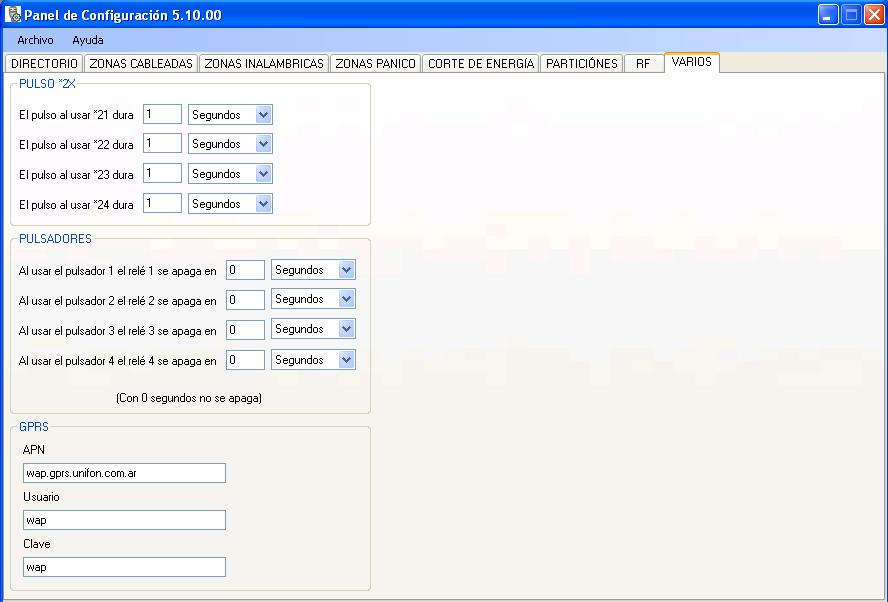 Panel de Configuración 5.10.00
Archivo Ayuda
DIRECTORIO ZONAS CABLEADAS ZONAS INALAMBRICAS ZONAS PANICO CORTE DE ENERGÍA PARTICIÓNES RF VARIOS
PULSO *2X
El pulso al usar *21 dura 1 Segundos
El pulso al usar *22 dura 1 Segundos
El pulso al usar *23 dura 1 Segundos
El pulso al usar *24 dura 1 Segundos
PULSADORES
Al usar el pulsador 1 el relé 1 se apaga en 0 Segundos
Al usar el pulsador 2 el relé 2 se apaga en 0 Segundos
Al usar el pulsador 3 el relé 3 se apaga en 0 Segundos
Al usar el pulsador 4 el relé 4 se apaga en 0 Segundos
(Con 0 segundos no se apaga)
GPRS
APN
wap.gprs.unifon.com.ar
Usuario
wap
Clave
wap